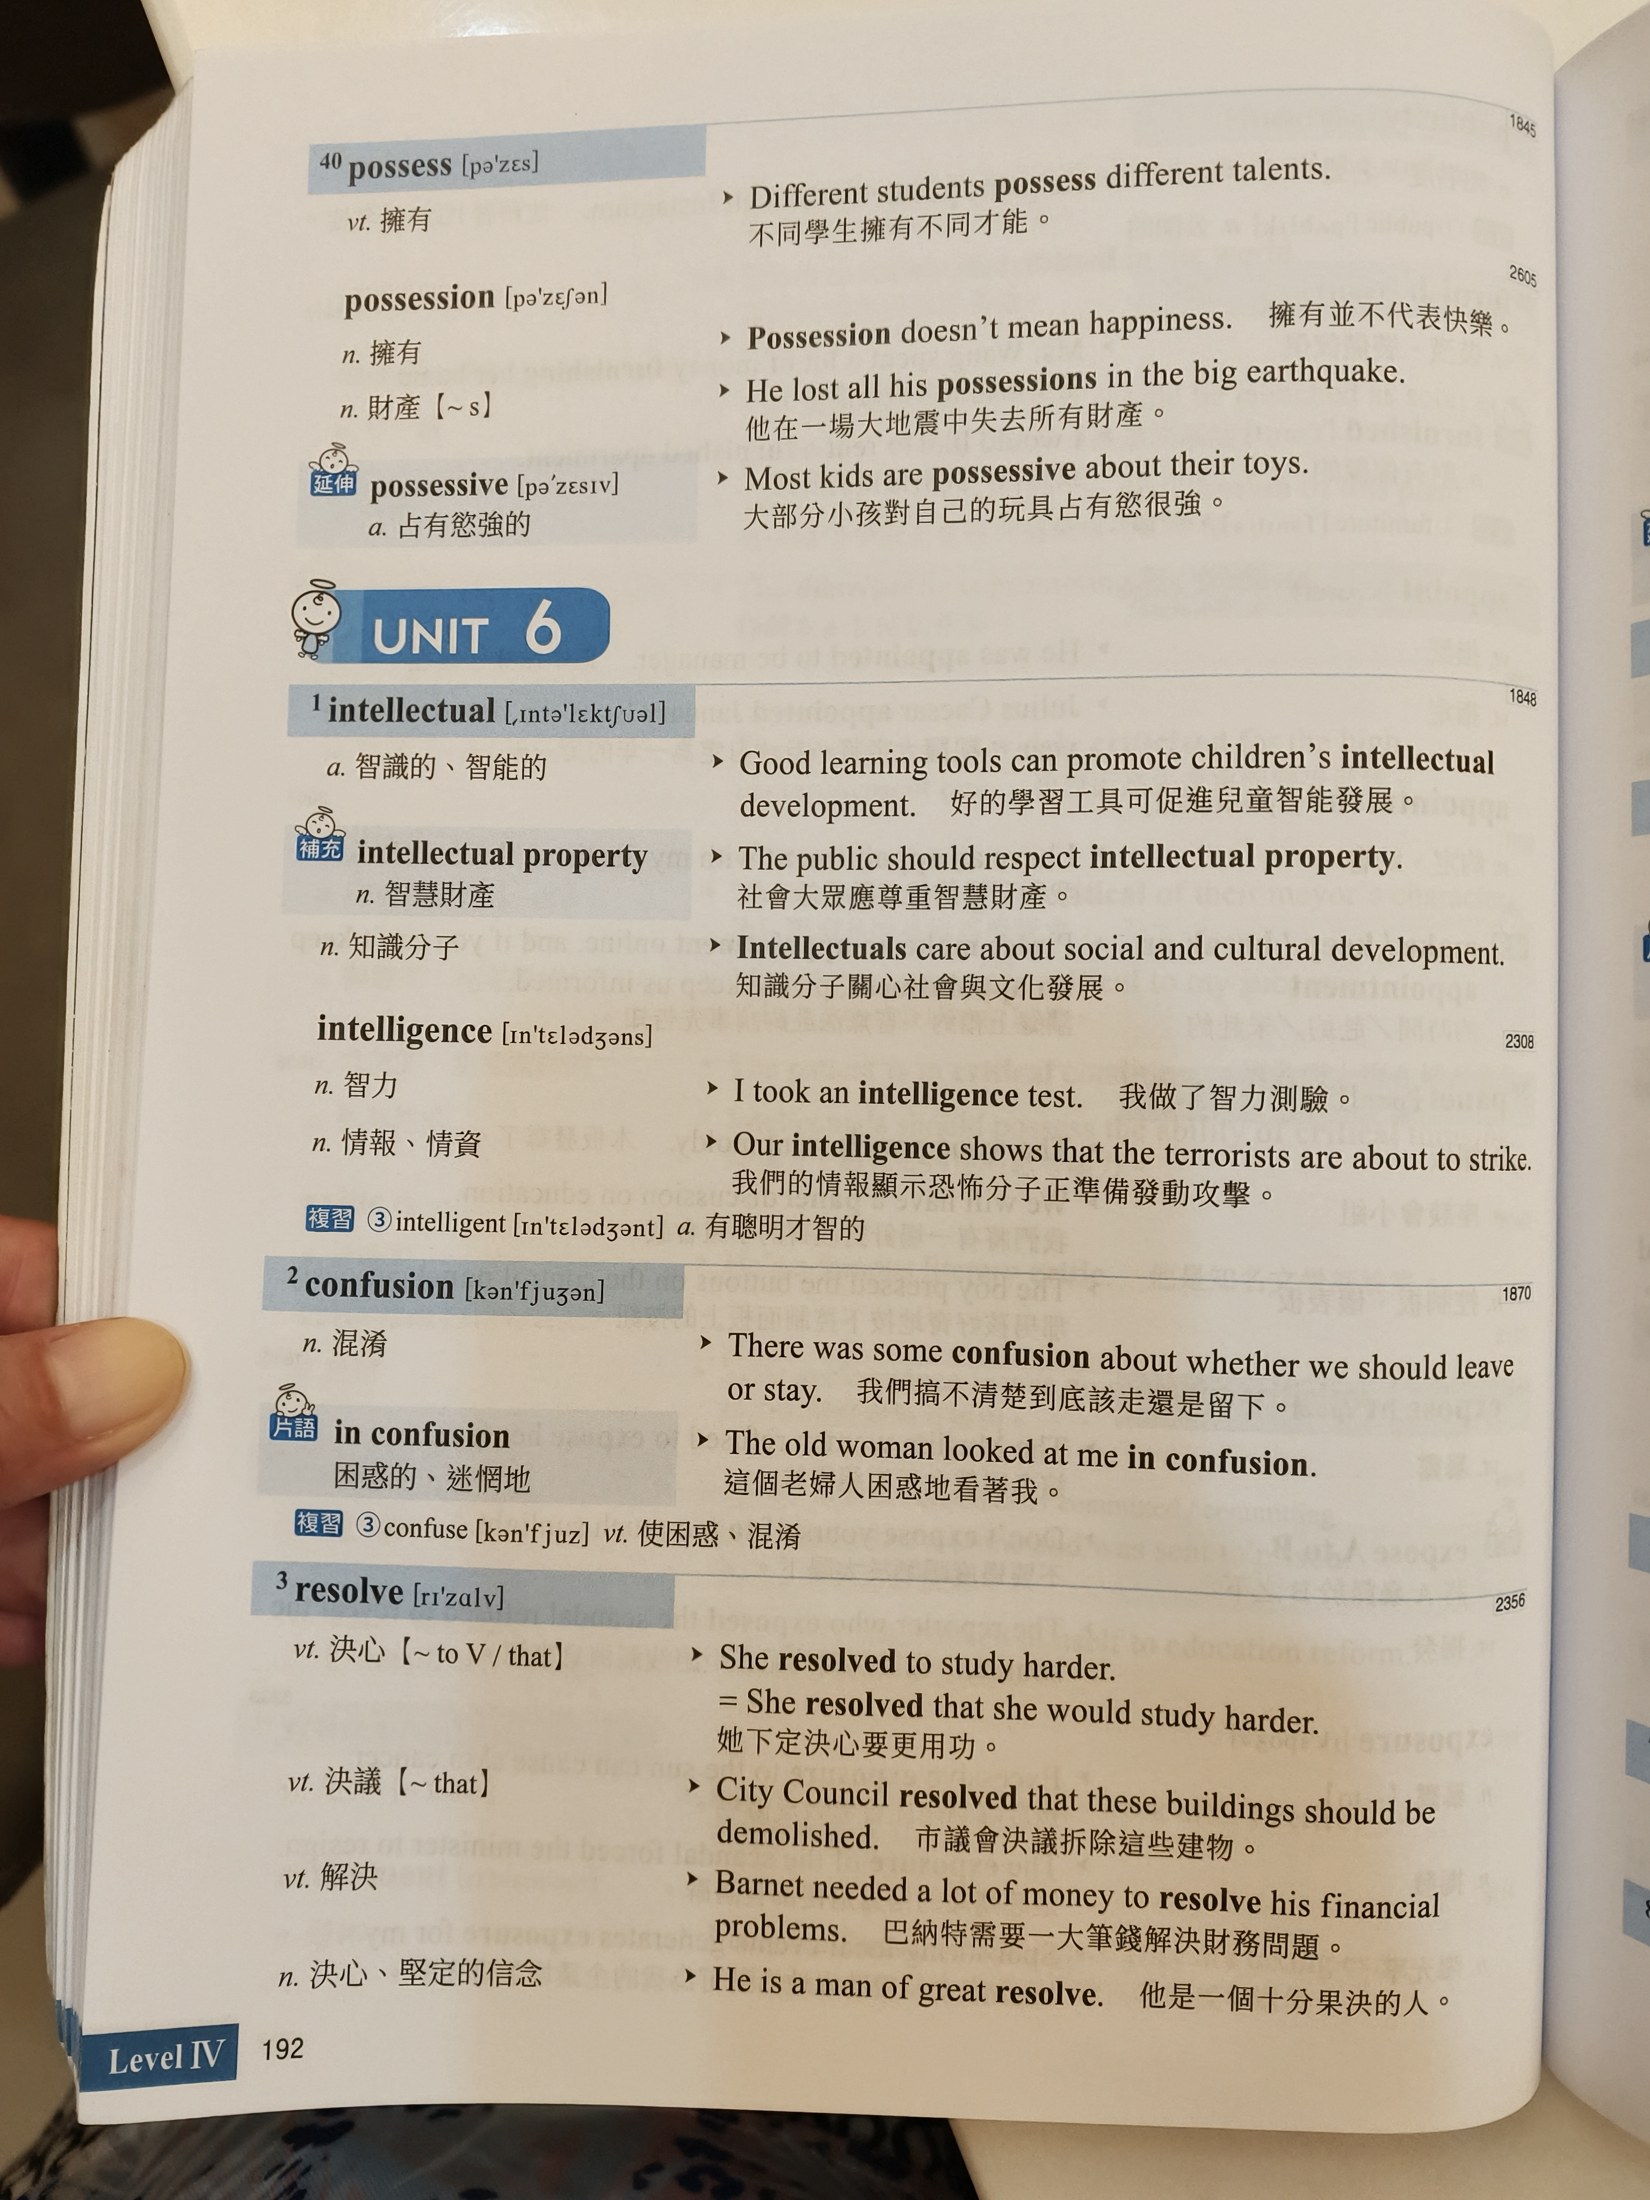 1845
40 possess [pə'zɛs]
➤ Different students possess different talents.
vt. 擁有
不同學生擁有不同才能。
2605
possession [pə'zɛʃən]
n. 擁有
➤ Possession doesn't mean happiness. 擁有並不代表快樂。
n. 財產【~ s】
➤ He lost all his possessions in the big earthquake.
他在一場大地震中失去所有財產。
延伸 possessive [pə'zɛsɪv]
➤ Most kids are possessive about their toys.
a. 占有慾強的
大部分小孩對自己的玩具占有慾很強。
UNIT 6
1 intellectual [ˌɪntə'lɛktʃʊəl]
1848
a. 智識的、智能的
➤ Good learning tools can promote children's intellectual
development. 好的學習工具可促進兒童智能發展。
補充 intellectual property
➤ The public should respect intellectual property.
n. 智慧財產
社會大眾應尊重智慧財產。
n. 知識分子
➤ Intellectuals care about social and cultural development.
知識分子關心社會與文化發展。
intelligence [ɪn'tɛlədʒəns]
2308
n. 智力
➤ I took an intelligence test. 我做了智力測驗。
n. 情報、情資
➤ Our intelligence shows that the terrorists are about to strike.
我們的情報顯示恐怖分子正準備發動攻擊。
複習 ③intelligent [ɪn'tɛlədʒənt] a. 有聰明才智的
2 confusion [kən'fjuʒən]
1870
n. 混淆
➤ There was some confusion about whether we should leave
or stay. 我們搞不清楚到底該走還是留下。
片語 in confusion
➤ The old woman looked at me in confusion.
困惑的、迷惘地
這個老婦人困惑地看著我。
複習 ③confuse [kən'fjuz] vt. 使困惑、混淆
3 resolve [rɪ'zɑlv]
2356
vt. 決心【~ to V / that】
➤ She resolved to study harder.
= She resolved that she would study harder.
她下定決心要更用功。
vt. 決議【~ that】
➤ City Council resolved that these buildings should be
demolished. 市議會決議拆除這些建物。
vt. 解決
➤ Barnet needed a lot of money to resolve his financial
problems. 巴納特需要一大筆錢解決財務問題。
n. 決心、堅定的信念
➤ He is a man of great resolve. 他是一個十分果決的人。
Level IV 192